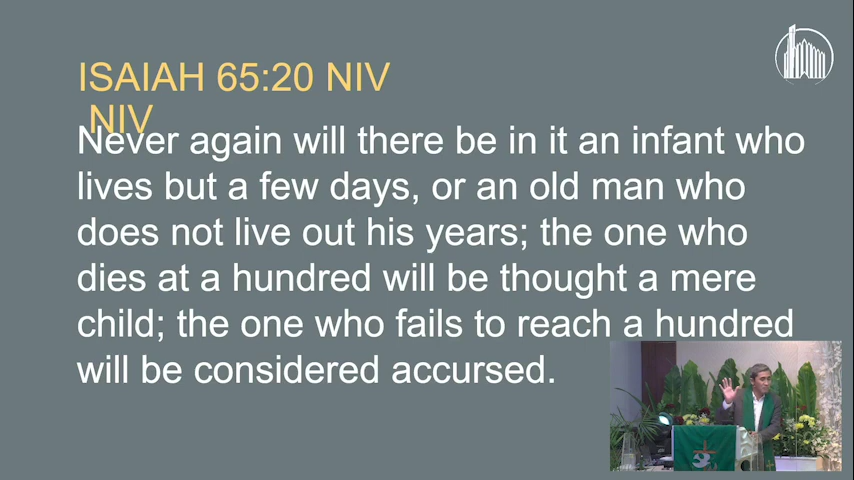 ISAIAH 65:20 NIV
NIV
Never again will there be in it an infant who
lives but a few days, or an old man who
does not live out his years; the one who
dies at a hundred will be thought a mere
child; the one who fails to reach a hundred
will be considered accursed.